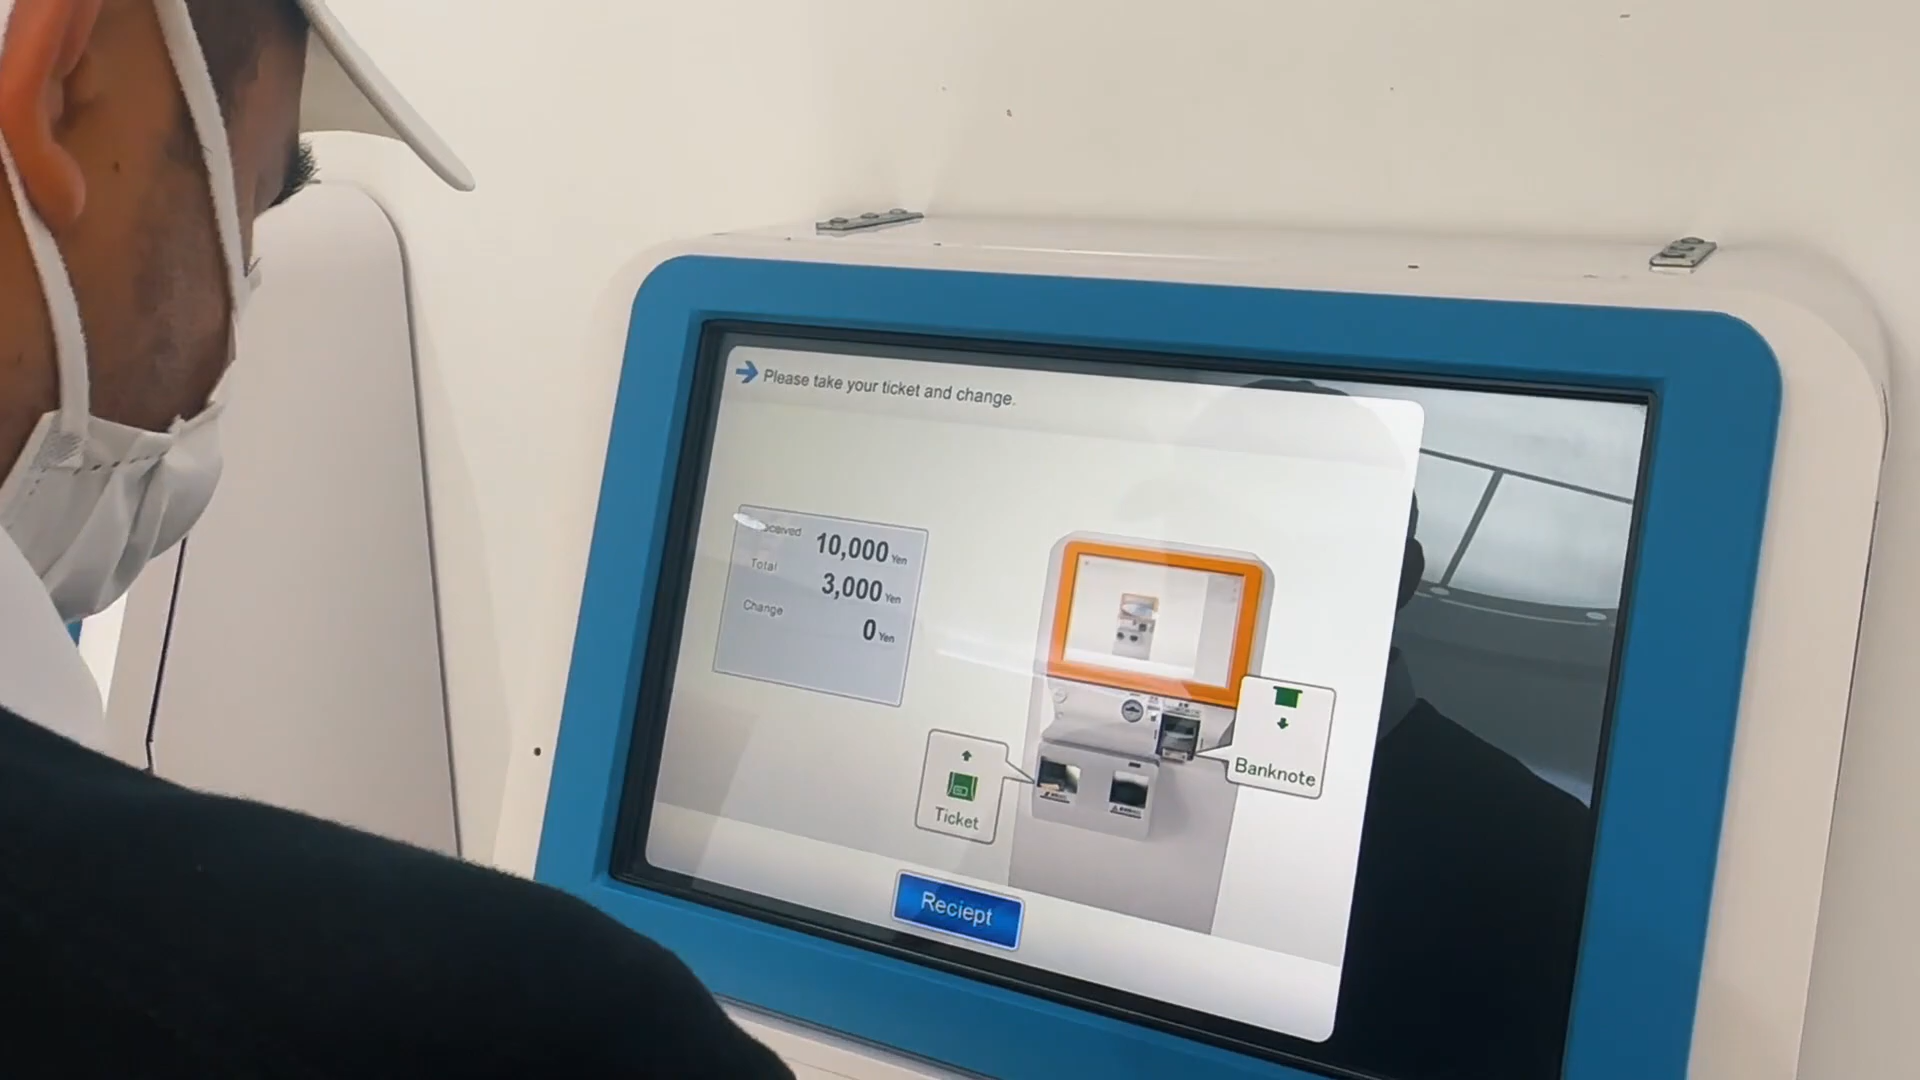 Please take your ticket and change.
10,000 Yen
Total
3,000 Yen
Change
0 Yen
Banknote
Ticket
Reciept